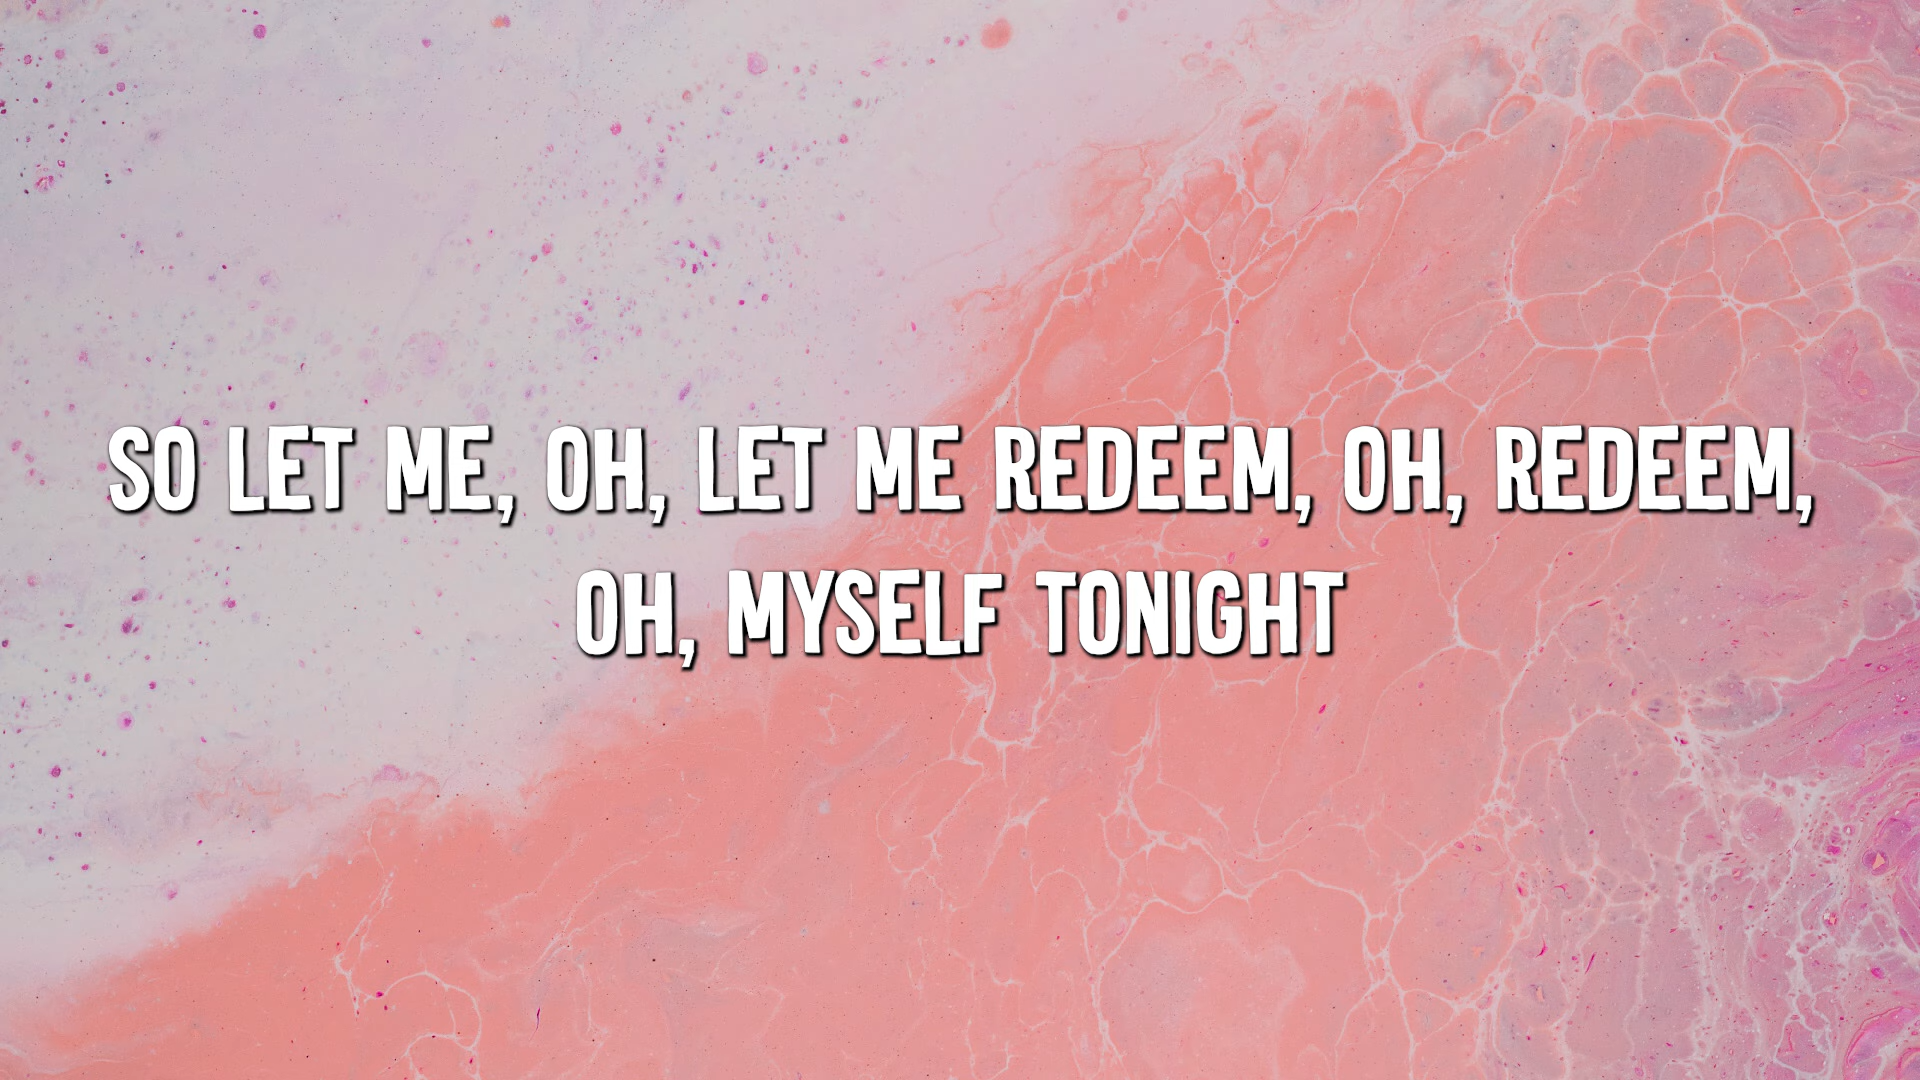 SO LET ME, OH, LET ME REDEEM, OH, REDEEM,
OH, MYSELF TONIGHT